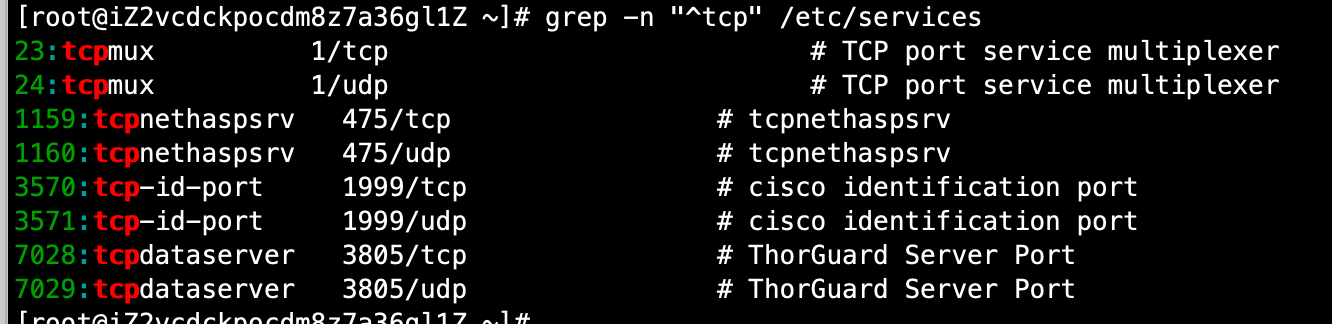 [root@iZ2vcdckpocdm8z7a36gl1Z ~]# grep -n "^tcp" /etc/services
23:tcpmux          1/tcp                           # TCP port service multiplexer
24:tcpmux          1/udp                           # TCP port service multiplexer
1159:tcpnethaspsrv   475/tcp                 # tcpnethaspsrv
1160:tcpnethaspsrv   475/udp                 # tcpnethaspsrv
3570:tcp-id-port     1999/tcp                # cisco identification port
3571:tcp-id-port     1999/udp                # cisco identification port
7028:tcpdataserver   3805/tcp                # ThorGuard Server Port
7029:tcpdataserver   3805/udp                # ThorGuard Server Port
[root@iZ2vcdckpocdm8z7a36gl1Z ~]#